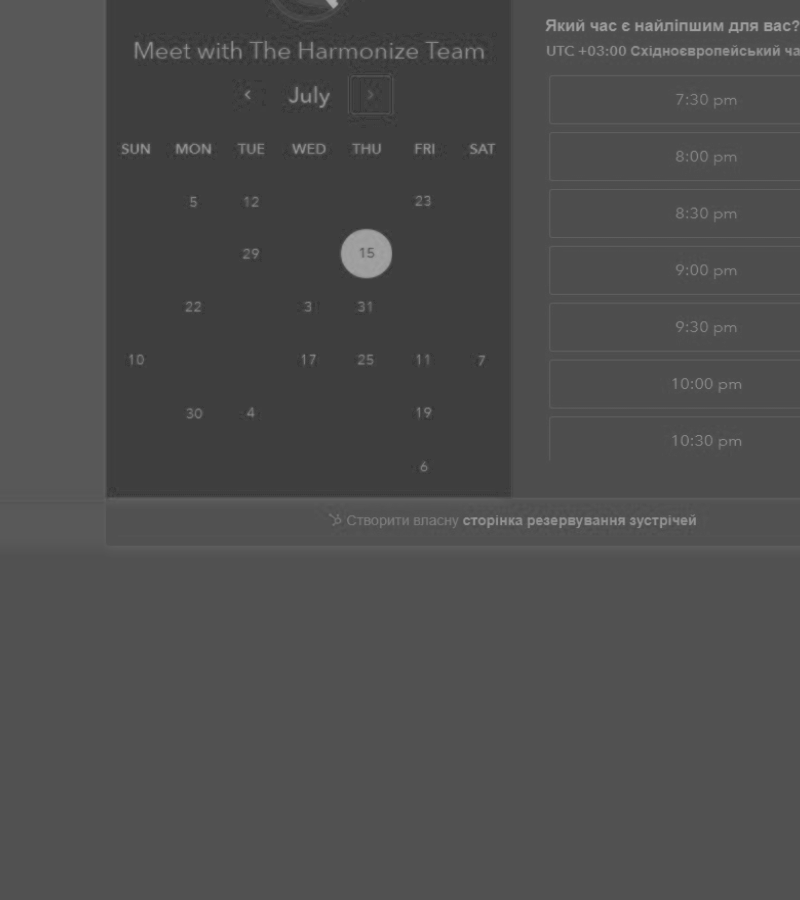 Meet with The Harmonize Team
‹ July ›
SUN MON TUE WED THU FRI SAT
5 12 23
29 15
22 3 31
10 17 25 11 7
30 4 19
6
Який час є найліпшим для вас?
UTC +03:00 Східноєвропейський
7:30 pm
8:00 pm
8:30 pm
9:00 pm
9:30 pm
10:00 pm
10:30 pm
Створити власну сторінка резервування зустрічей